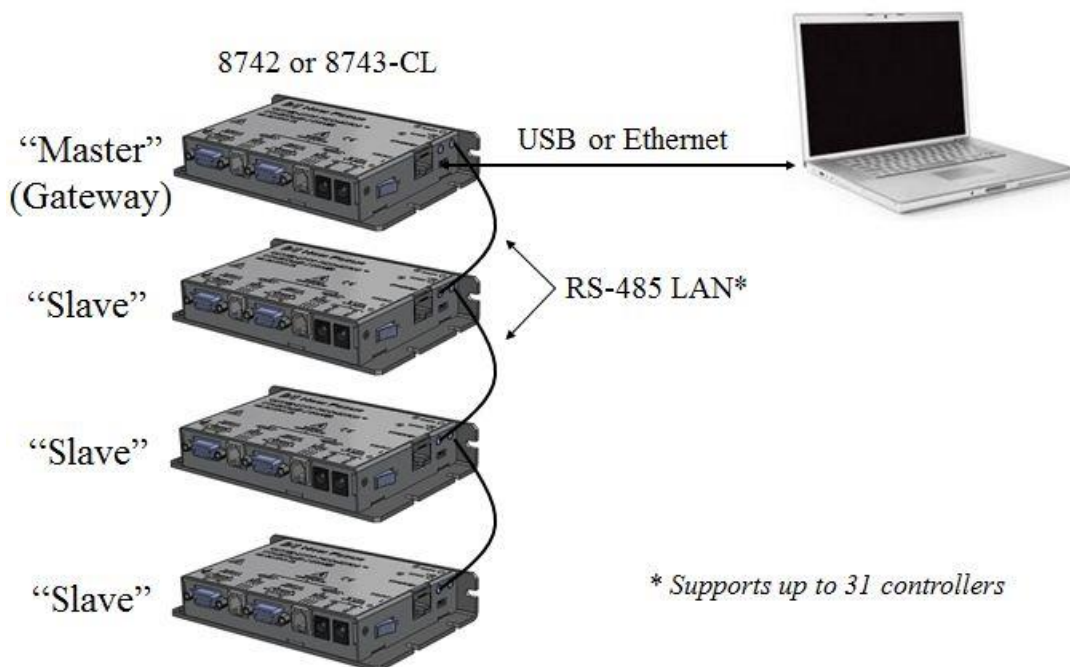 8742 or 8743-CL
“Master”
(Gateway)
USB or Ethernet
“Slave”
RS-485 LAN*
“Slave”
“Slave”
* Supports up to 31 controllers